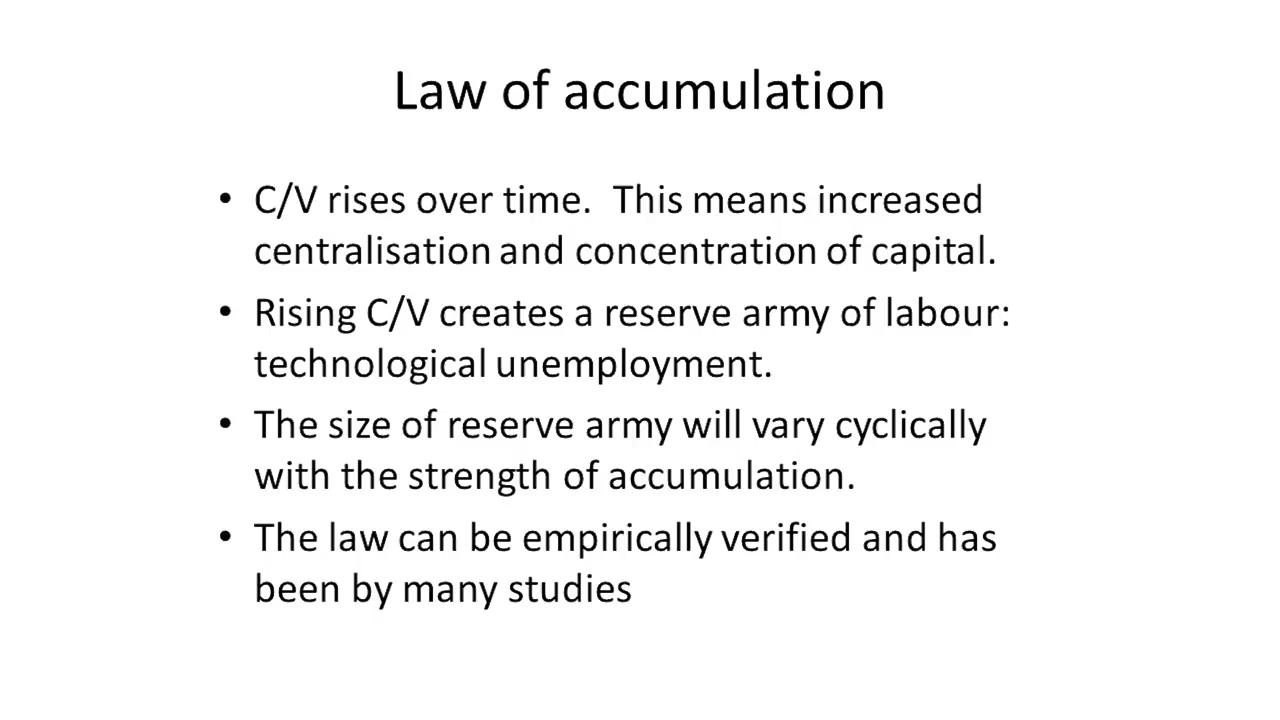 Law of accumulation
• C/V rises over time.  This means increased
centralisation and concentration of capital.
• Rising C/V creates a reserve army of labour:
technological unemployment.
• The size of reserve army will vary cyclically
with the strength of accumulation.
• The law can be empirically verified and has
been by many studies